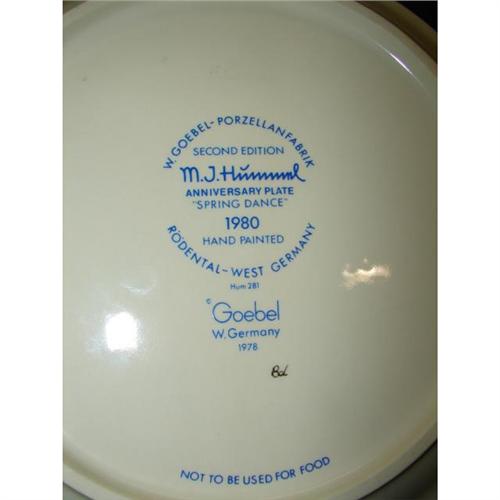 W. GOEBEL-PORZELLANFABRIK
SECOND EDITION
M.J.Hummel
ANNIVERSARY PLATE
"SPRING DANCE"
1980
HAND PAINTED
RÖDENTAL-WEST GERMANY
Hum 281
© Goebel
W. Germany
1978
NOT TO BE USED FOR FOOD